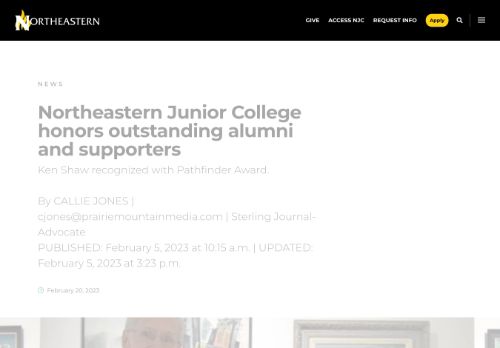 NORTHEASTERN
GIVE ACCESS NJC REQUEST INFO Apply
NEWS
Northeastern Junior College
honors outstanding alumni
and supporters
Ken Shaw recognized with Pathfinder Award.
By CALLIE JONES |
cjones@prairiemountainmedia.com | Sterling Journal-
Advocate
PUBLISHED: February 5, 2023 at 10:15 a.m. | UPDATED:
February 5, 2023 at 3:23 p.m.
February 20, 2023